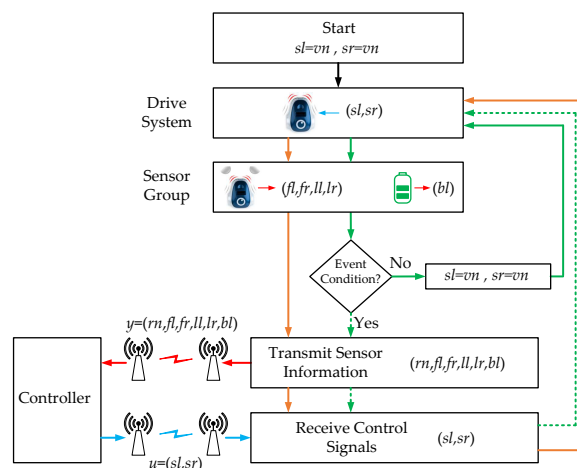 Start
sl=vn , sr=vn
Drive
System
(sl,sr)
Sensor
Group
(fl,fr,ll,lr)
(bl)
Event
Condition?
No
sl=vn , sr=vn
Yes
y=(rn,fl,fr,ll,lr,bl)
Transmit Sensor
Information
(rn,fl,fr,ll,lr,bl)
Controller
Receive Control
Signals
(sl,sr)
u=(sl,sr)